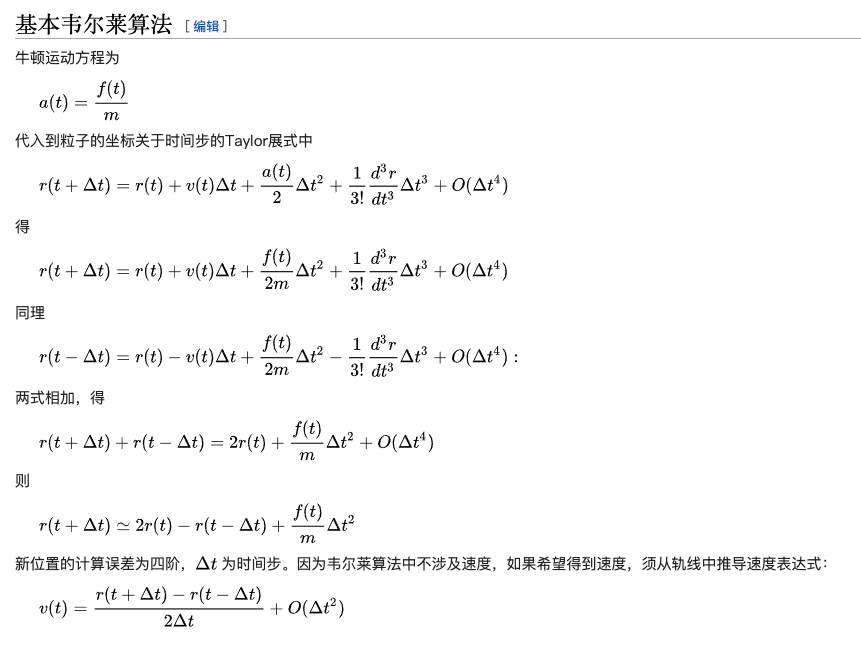 基本韦尔莱算法 [ 编辑 ]
牛顿运动方程为
$a(t) = \frac{f(t)}{m}$
代入到粒子的坐标关于时间步的Taylor展式中
$r(t + \Delta t) = r(t) + v(t)\Delta t + \frac{a(t)}{2}\Delta t^2 + \frac{1}{3!}\frac{d^3 r}{dt^3}\Delta t^3 + O(\Delta t^4)$
得
$r(t + \Delta t) = r(t) + v(t)\Delta t + \frac{f(t)}{2m}\Delta t^2 + \frac{1}{3!}\frac{d^3 r}{dt^3}\Delta t^3 + O(\Delta t^4)$
同理
$r(t - \Delta t) = r(t) - v(t)\Delta t + \frac{f(t)}{2m}\Delta t^2 - \frac{1}{3!}\frac{d^3 r}{dt^3}\Delta t^3 + O(\Delta t^4) :$
两式相加，得
$r(t + \Delta t) + r(t - \Delta t) = 2r(t) + \frac{f(t)}{m}\Delta t^2 + O(\Delta t^4)$
则
$r(t + \Delta t) \simeq 2r(t) - r(t - \Delta t) + \frac{f(t)}{m}\Delta t^2$
新位置的计算误差为四阶，$\Delta t$ 为时间步。因为韦尔莱算法中不涉及速度，如果希望得到速度，须从轨线中推导速度表达式：
$v(t) = \frac{r(t + \Delta t) - r(t - \Delta t)}{2\Delta t} + O(\Delta t^2)$